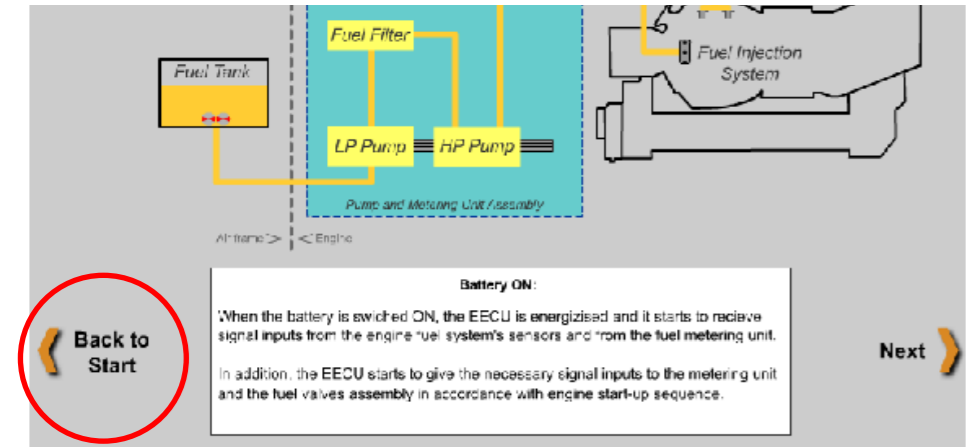 Fuel Filter
Fuel Tank
Fuel Injection
System
LP Pump
HP Pump
Pump and Metering Unit Assembly
Airframe > < Engine
Battery ON:
When the battery is swiched ON, the EECU is energizised and it starts to recieve
signal inputs from the engine fuel system's sensors and from the fuel metering unit.
In addition, the EECU starts to give the necessary signal inputs to the metering unit
and the fuel valves assembly in accordance with engine start-up sequence.
Back to
Start
Next